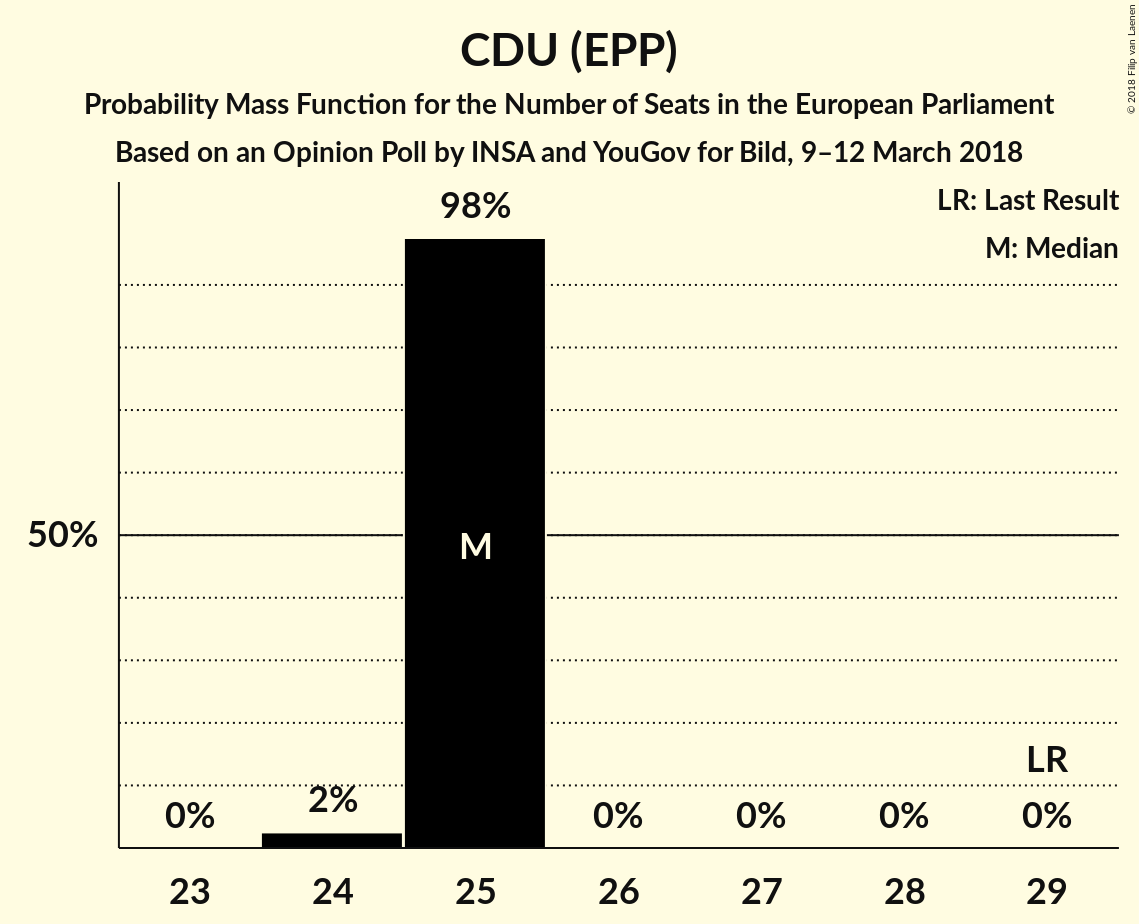 CDU (EPP)
Probability Mass Function for the Number of Seats in the European Parliament
Based on an Opinion Poll by INSA and YouGov for Bild, 9–12 March 2018
© 2018 Filip van Laenen
LR: Last Result
M: Median
98%
50%
M
LR
0%
2%
0%
0%
0%
0%
23
24
25
26
27
28
29